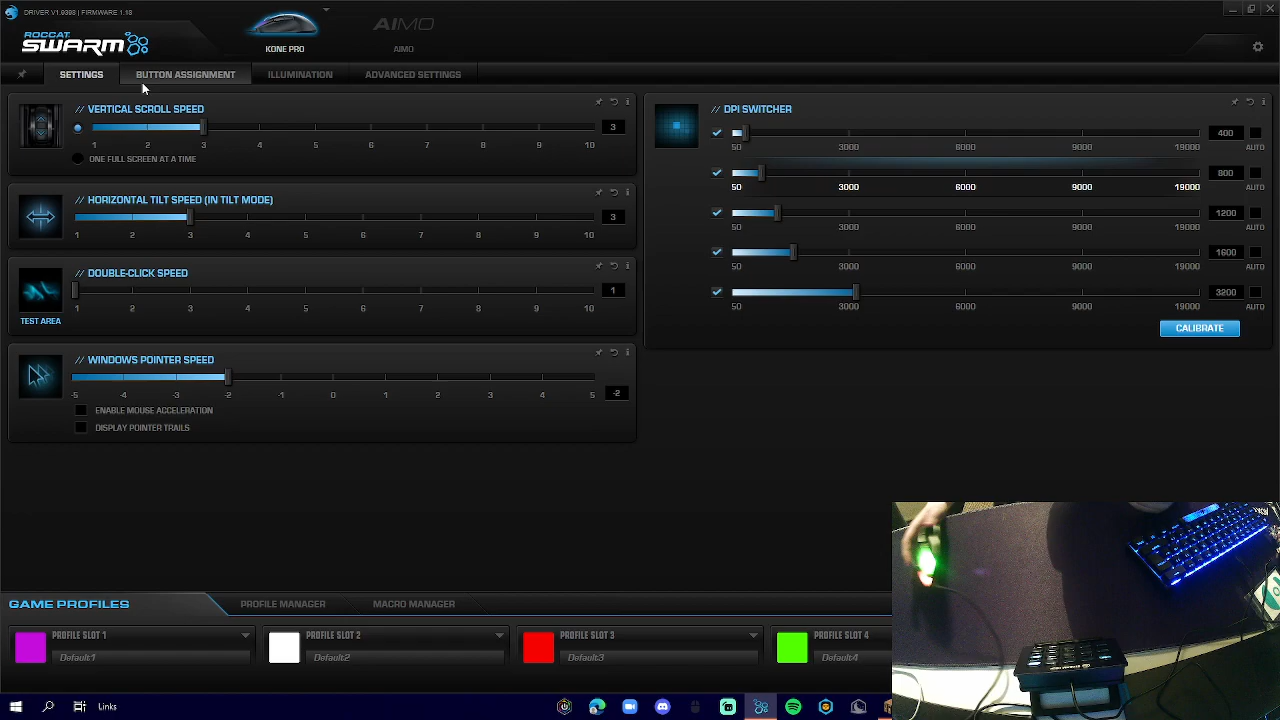 DRIVER V1.9398 | FIRMWARE 1.18
ROCCAT
SWARM
AIMO
KONE PRO
AIMO
SETTINGS
BUTTON ASSIGNMENT
ILLUMINATION
ADVANCED SETTINGS
// VERTICAL SCROLL SPEED
3
1 2 3 4 5 6 7 8 9 10
ONE FULL SCREEN AT A TIME
// HORIZONTAL TILT SPEED (IN TILT MODE)
3
1 2 3 4 5 6 7 8 9 10
// DOUBLE-CLICK SPEED
1
1 2 3 4 5 6 7 8 9 10
TEST AREA
// WINDOWS POINTER SPEED
-5 -4 -3 -2 -1 0 1 2 3 4 5
-2
ENABLE MOUSE ACCELERATION
DISPLAY POINTER TRAILS
// DPI SWITCHER
400
50 3000 6000 9000 19000 AUTO
800
50 3000 6000 9000 19000 AUTO
1200
50 3000 6000 9000 19000 AUTO
1600
50 3000 6000 9000 19000 AUTO
3200
50 3000 6000 9000 19000 AUTO
CALIBRATE
GAME PROFILES
PROFILE MANAGER
MACRO MANAGER
PROFILE SLOT 1
Default1
PROFILE SLOT 2
Default2
PROFILE SLOT 3
Default3
PROFILE SLOT 4
Default4
Links